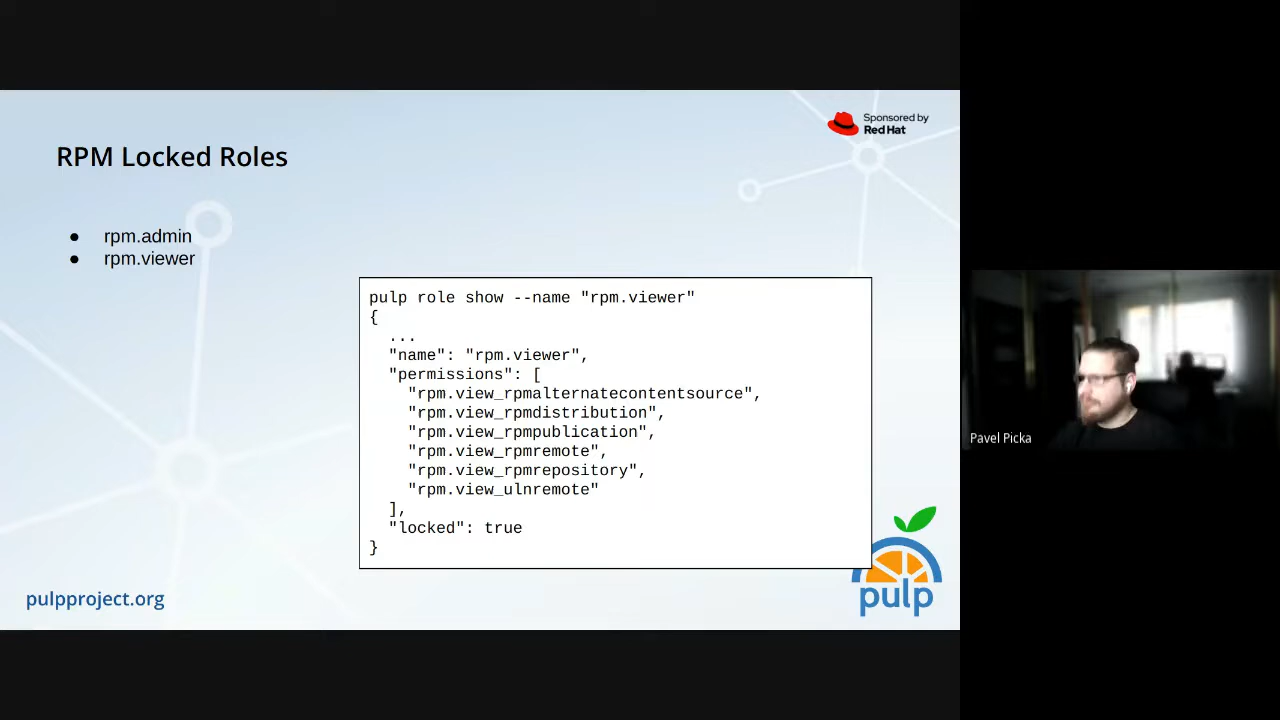 Sponsored by
Red Hat
RPM Locked Roles
● rpm.admin
● rpm.viewer
pulp role show --name "rpm.viewer"
{
  ...
  "name": "rpm.viewer",
  "permissions": [
    "rpm.view_rpmalternatecontentsource",
    "rpm.view_rpmdistribution",
    "rpm.view_rpmpublication",
    "rpm.view_rpmremote",
    "rpm.view_rpmrepository",
    "rpm.view_ulnremote"
  ],
  "locked": true
}
pulpproject.org
pulp
Pavel Picka